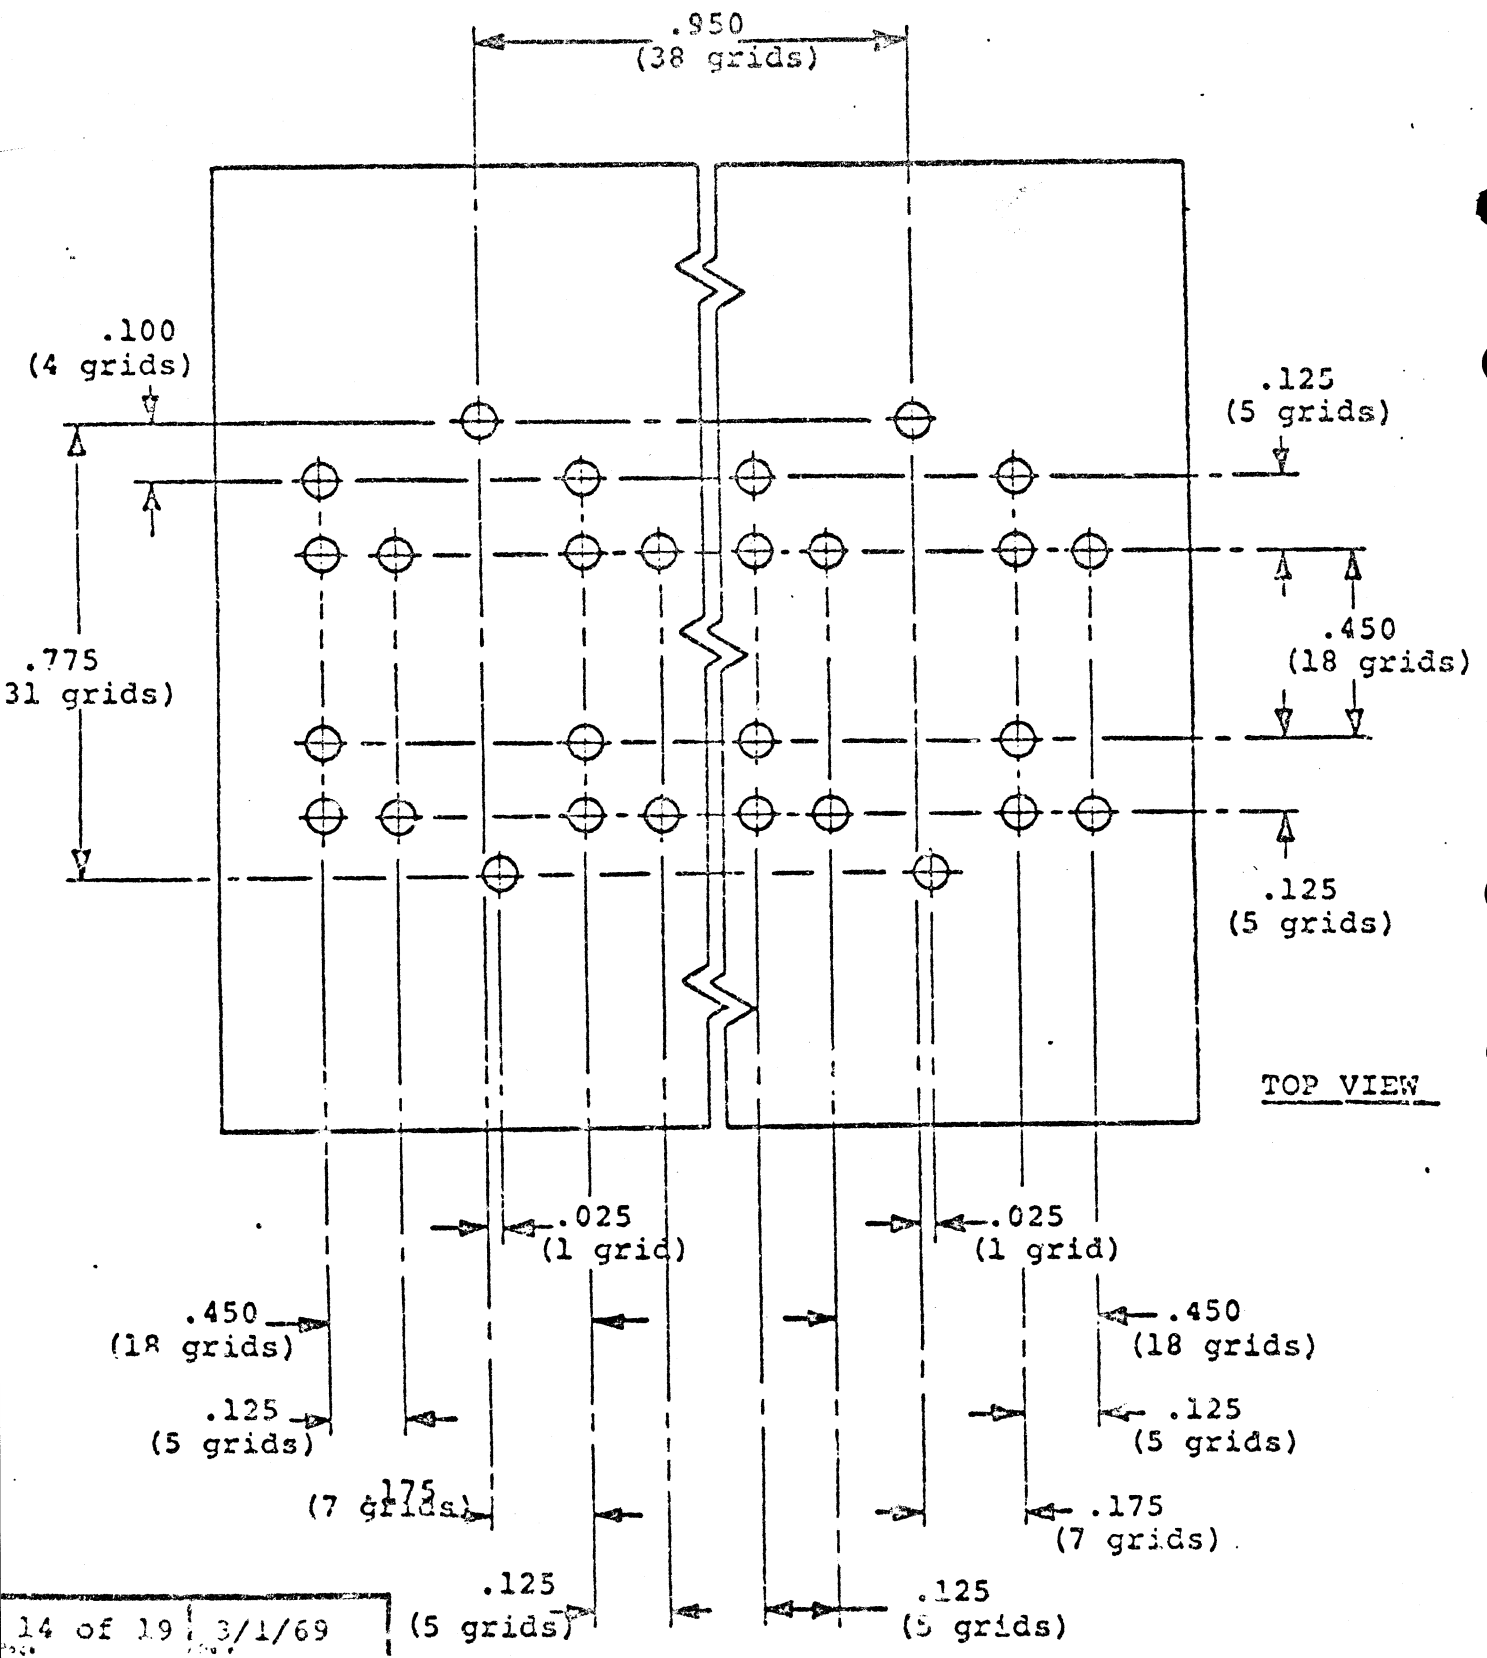 .950
(38 grids)
.100
(4 grids)
.125
(5 grids)
.450
(18 grids)
.775
31 grids)
.125
(5 grids)
TOP VIEW
.025
(1 grid)
.025
(1 grid)
.450
(18 grids)
.450
(18 grids)
.125
(5 grids)
.125
(5 grids)
.175
(7 grids)
.175
(7 grids)
.125
(5 grids)
.125
(5 grids)
14 of 19 3/1/69